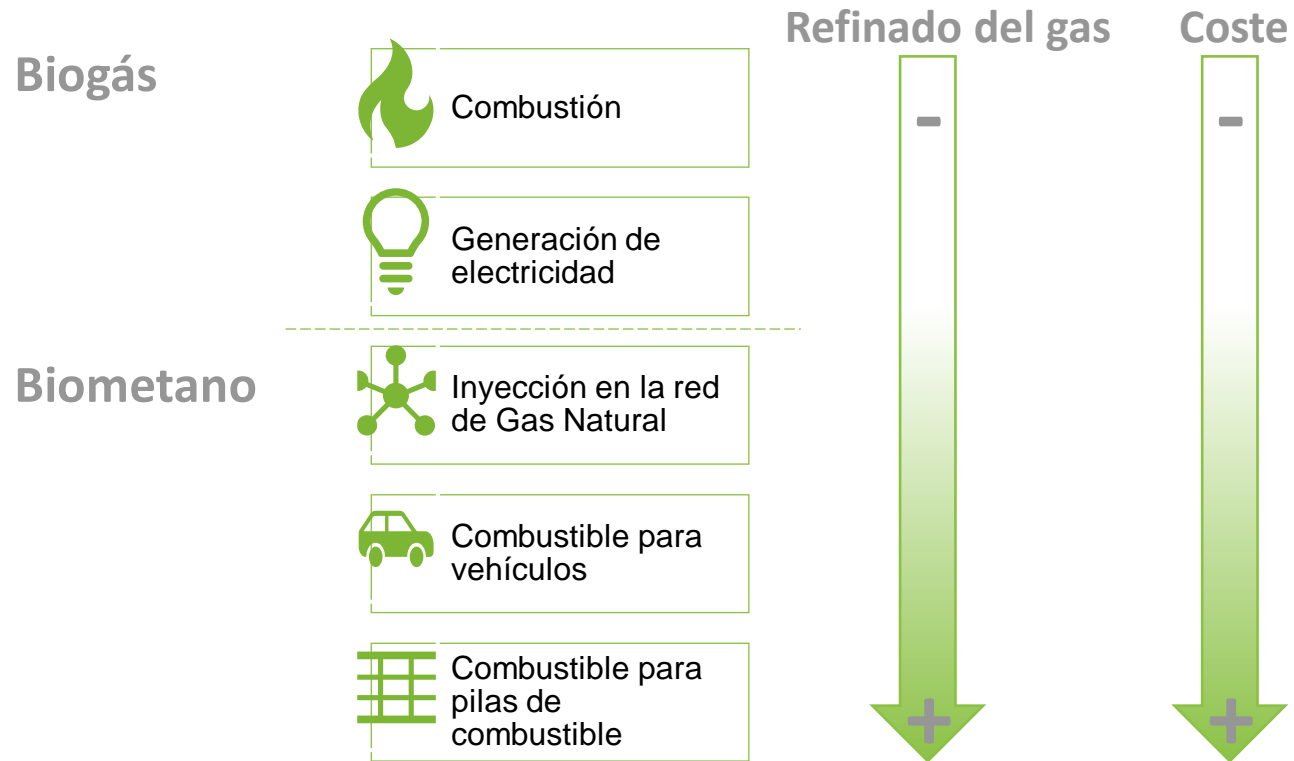 Refinado del gas
Coste
Biogás
Combustión
-
-
Generación de
electricidad
Biometano
Inyección en la red
de Gas Natural
Combustible para
vehículos
Combustible para
pilas de
combustible
+
+